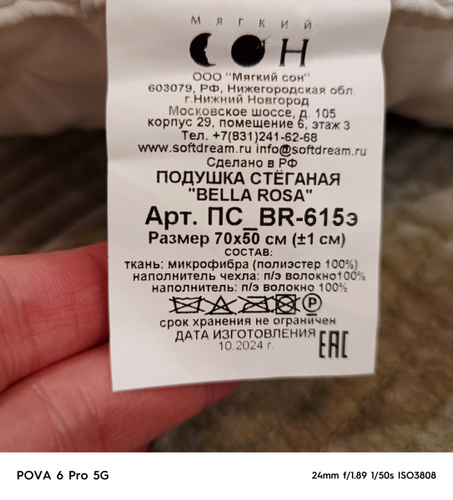 МЯГКИЙ
СОН
ООО "Мягкий сон"
603079, РФ, Нижегородская обл.
г.Нижний Новгород
Московское шоссе, д. 105
корпус 29, помещение 6, этаж 3
Тел. +7(831)241-62-68
www.softdream.ru info@softdream.ru
Сделано в РФ
ПОДУШКА СТЁГАНАЯ
"BELLA ROSA"
Арт. ПС_BR-615э
Размер 70х50 см (±1 см)
СОСТАВ:
ткань: микрофибра (полиэстер 100%)
наполнитель чехла: п/э волокно100%
наполнитель: п/э волокно 100%
P
срок хранения не ограничен
ДАТА ИЗГОТОВЛЕНИЯ
10.2024 г.
EAC
POVA 6 Pro 5G
24mm f/1.89 1/50s ISO3808